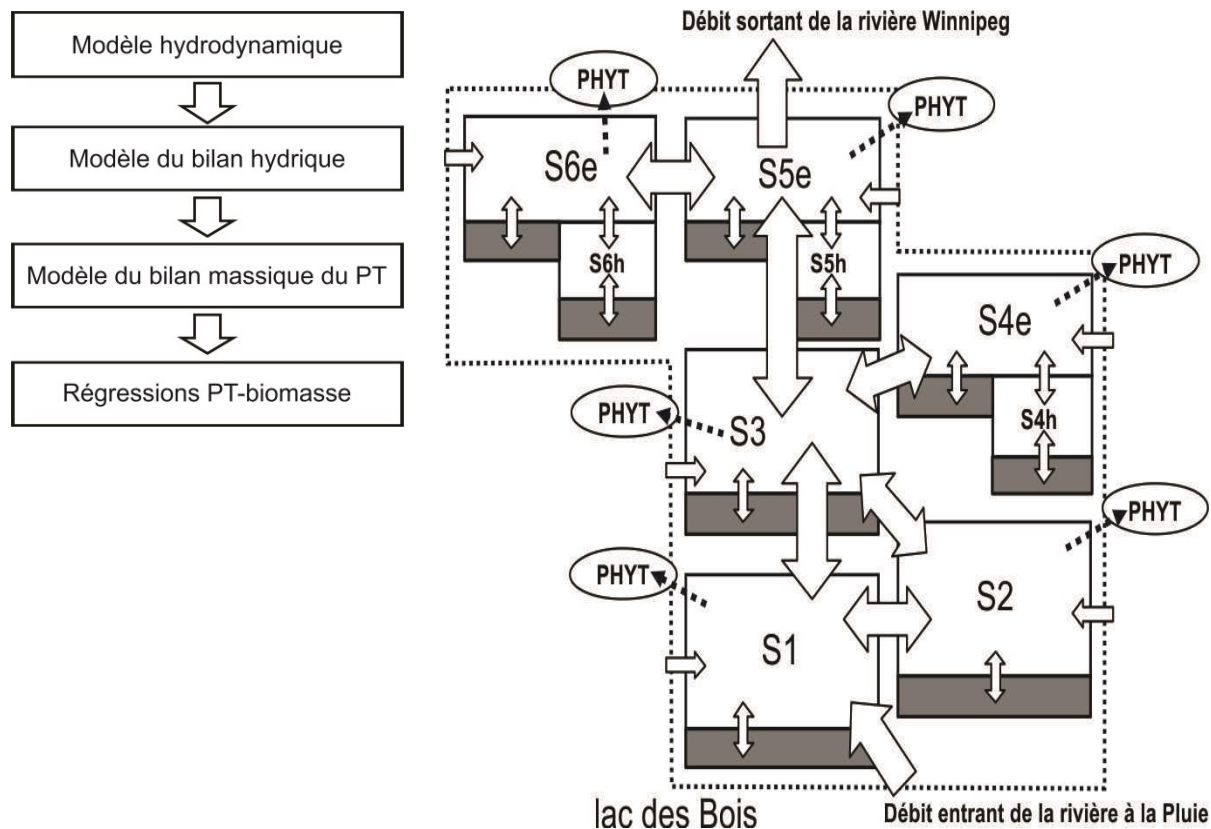 Modèle hydrodynamique
Modèle du bilan hydrique
Modèle du bilan massique du PT
Régressions PT-biomasse
Débit sortant de la rivière Winnipeg
PHYT
PHYT
S6e
S5e
S6h
S5h
PHYT
S4e
S4h
PHYT
S3
PHYT
PHYT
S2
S1
lac des Bois
Débit entrant de la rivière à la Pluie